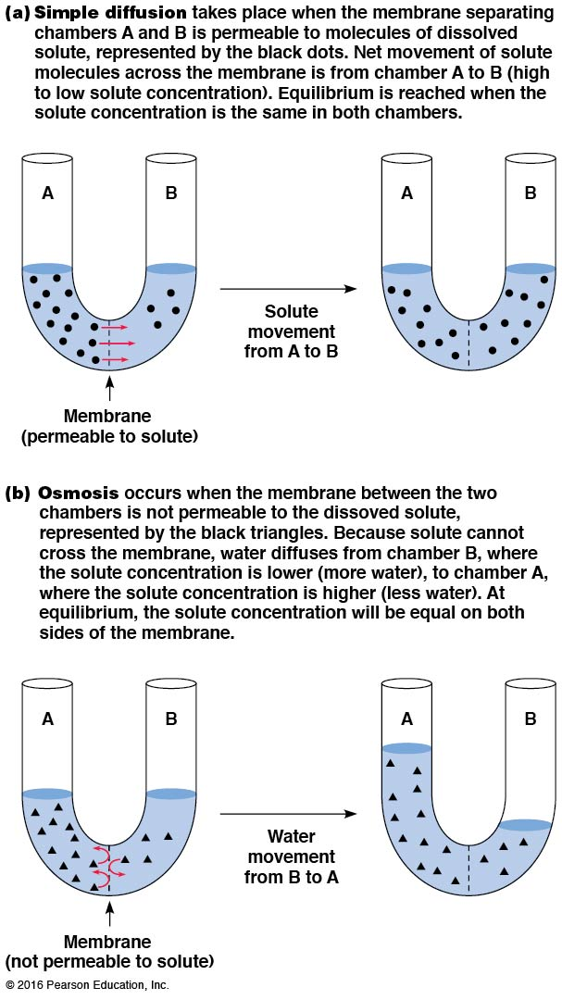 (a) Simple diffusion takes place when the membrane separating
chambers A and B is permeable to molecules of dissolved
solute, represented by the black dots. Net movement of solute
molecules across the membrane is from chamber A to B (high
to low solute concentration). Equilibrium is reached when the
solute concentration is the same in both chambers.
A
B
A
B
Solute
movement
from A to B
Membrane
(permeable to solute)
(b) Osmosis occurs when the membrane between the two
chambers is not permeable to the dissoved solute,
represented by the black triangles. Because solute cannot
cross the membrane, water diffuses from chamber B, where
the solute concentration is lower (more water), to chamber A,
where the solute concentration is higher (less water). At
equilibrium, the solute concentration will be equal on both
sides of the membrane.
A
B
A
B
Water
movement
from B to A
Membrane
(not permeable to solute)
© 2016 Pearson Education, Inc.